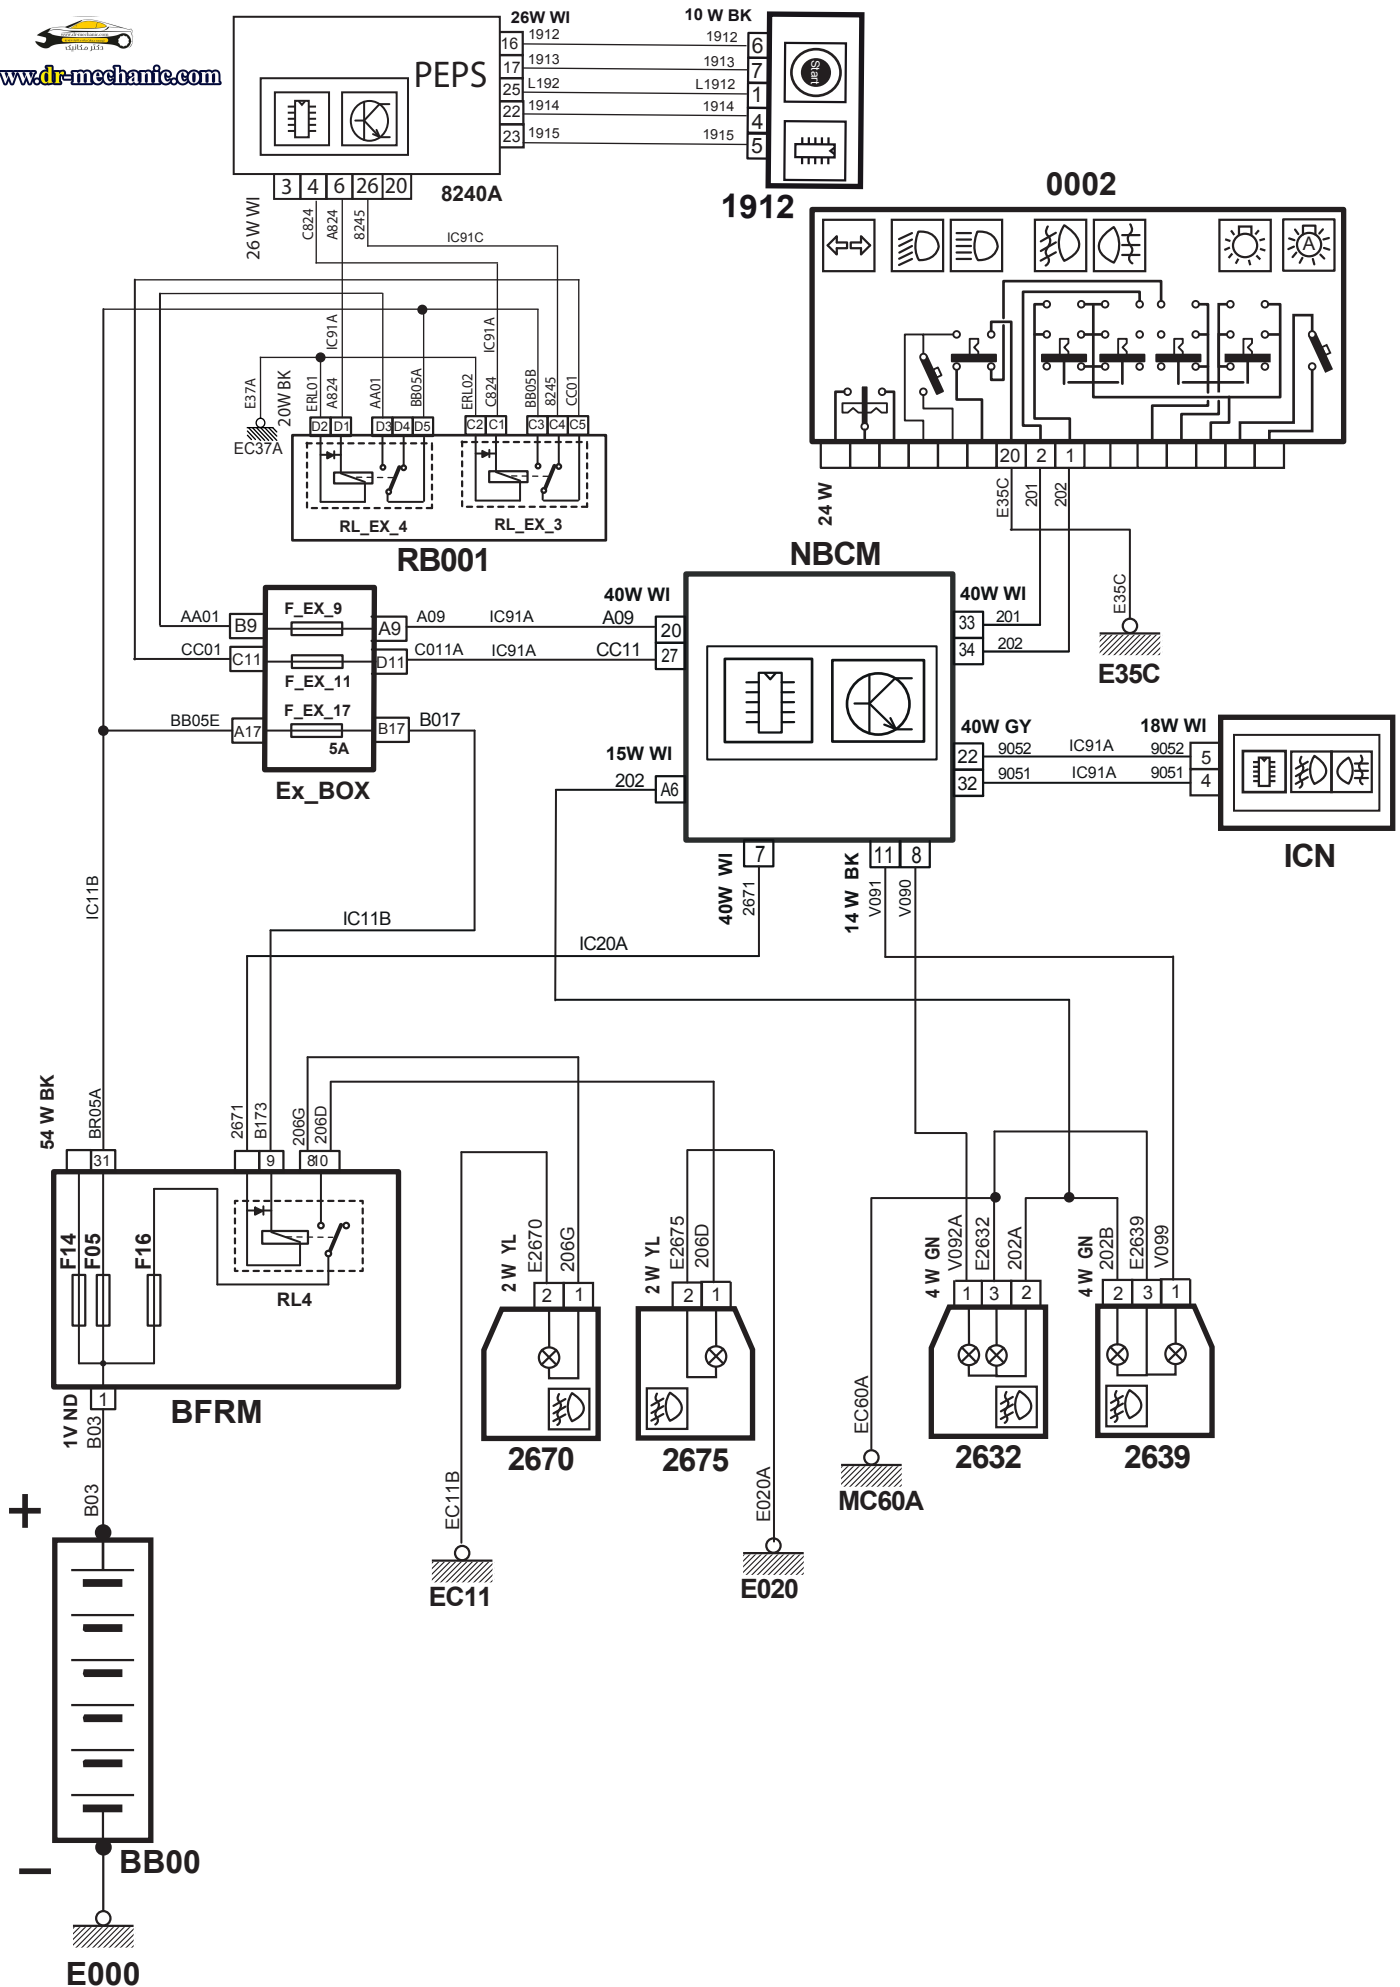 دکتر مکانیک
www.dr-mechanic.com
26W WI
10 W BK
PEPS
16 1912 1912 6
17 1913 1913 7
25 L192 L1912 1
22 1914 1914 4
23 1915 1915 5
Start
1912
3 4 6 26 20
8240A
26 W WI
C824
A824
8245
IC91C
0002
A
IC91A
IC91A
E37A
EC37A
20W BK
ERL01
A824
AA01
BB05A
ERL02
C824
BB05B
8245
CC01
D2 D1 D3 D4 D5 C2 C1 C3 C4 C5
RL_EX_4
RL_EX_3
RB001
20 2 1
24 W
E35C
201
202
E35C
E35C
NBCM
40W WI
40W WI
AA01 B9 F_EX_9 A9 A09 IC91A A09 20
CC01 C11 F_EX_11 D11 C011A IC91A CC11 27
BB05E A17 F_EX_17 B17 B017
5A
Ex_BOX
33 201
34 202
15W WI
202 A6
40W GY
18W WI
22 9052 IC91A 9052 5
32 9051 IC91A 9051 4
ICN
7
40W WI
2671
11 8
14 W BK
V091
V090
IC11B
IC11B
IC20A
54 W BK
BR05A
2671
B173
206G
206D
31 9 8 10
F14
F05
F16
RL4
BFRM
1
1V ND
B03
B03
2 W YL
E2670
206G
2 1
2670
2 W YL
E2675
206D
2 1
2675
4 W GN
V092A
E2632
202A
1 3 2
2632
4 W GN
202B
E2639
V099
2 3 1
2639
EC60A
MC60A
EC11B
EC11
E020A
E020
+
BB00
–
E000